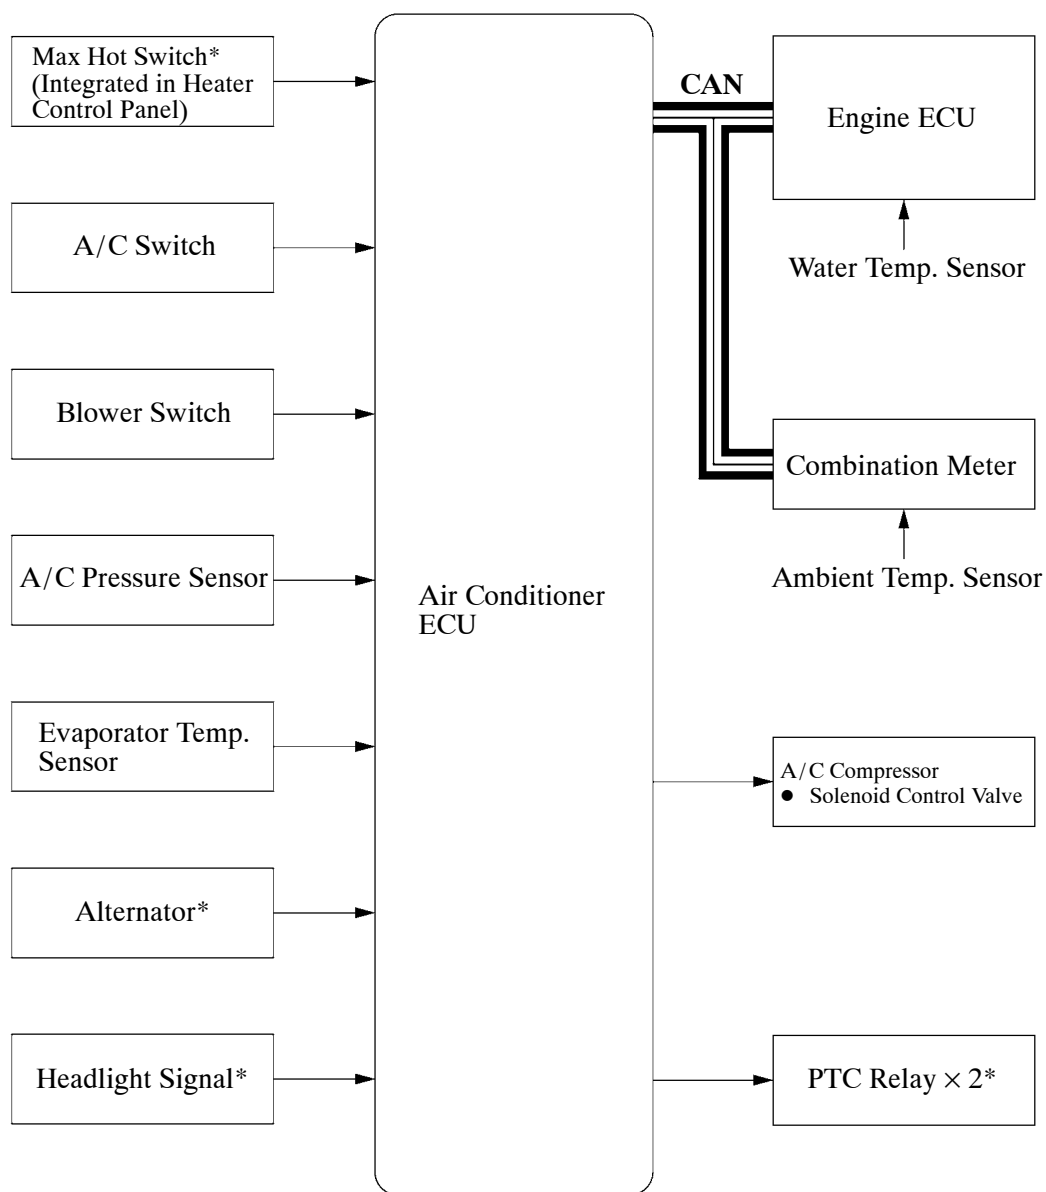 Max Hot Switch*
(Integrated in Heater
Control Panel)
A/C Switch
Blower Switch
A/C Pressure Sensor
Evaporator Temp.
Sensor
Alternator*
Headlight Signal*
Air Conditioner
ECU
CAN
Engine ECU
Water Temp. Sensor
Combination Meter
Ambient Temp. Sensor
A/C Compressor
● Solenoid Control Valve
PTC Relay × 2*